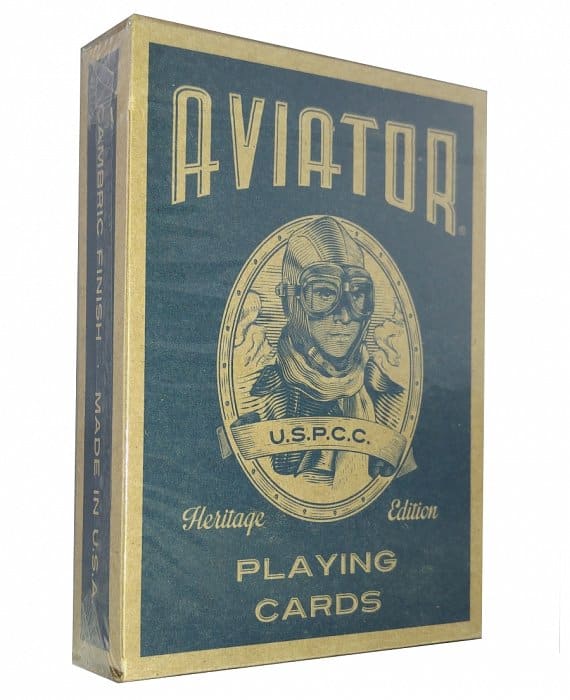 AVIATOR®
U.S.P.C.C.
Heritage Edition
PLAYING
CARDS
CAMBRIC FINISH . MADE IN U.S.A